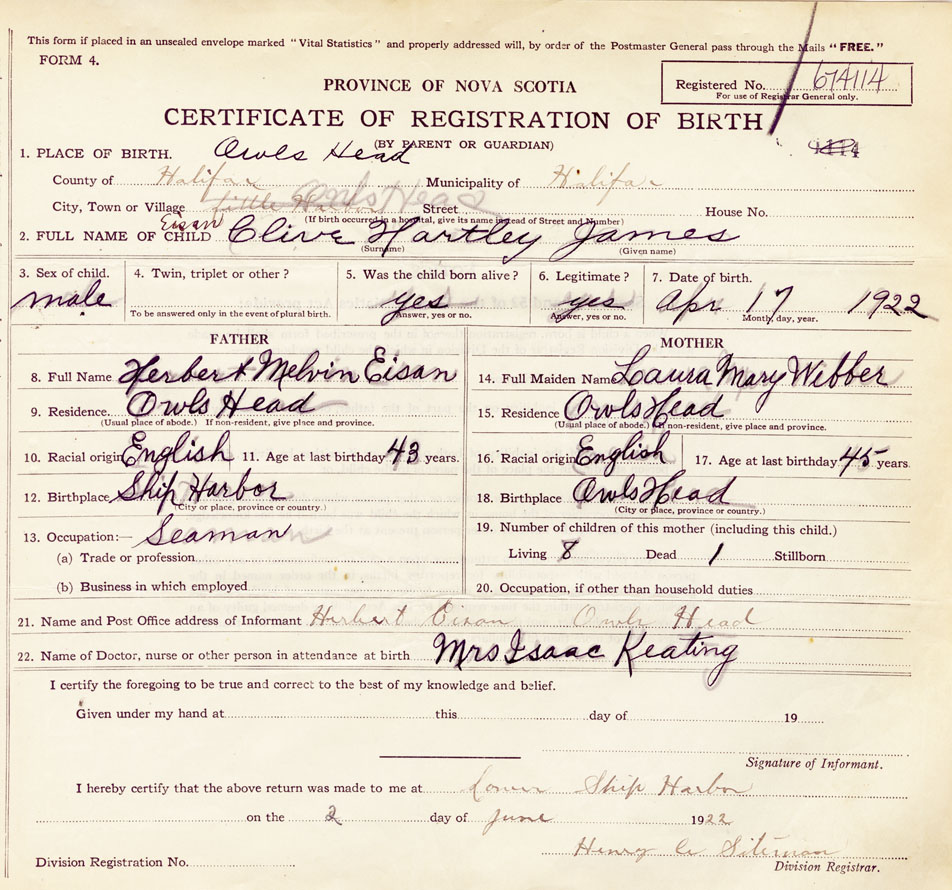 This form if placed in an unsealed envelope marked "Vital Statistics" and properly addressed will, by order of the Postmaster General pass through the Mails "FREE."
FORM 4.
PROVINCE OF NOVA SCOTIA
Registered No. 674114
For use of Registrar General only.
CERTIFICATE OF REGISTRATION OF BIRTH
(BY PARENT OR GUARDIAN)
1. PLACE OF BIRTH. Owls Head
County of Halifax Municipality of Halifax
City, Town or Village Little Harbor Owls Head Street House No.
(If birth occurred in a hospital, give its name instead of Street and Number)
Eisan
2. FULL NAME OF CHILD Clive Hartley James
(Surname) (Given name)
3. Sex of child. 4. Twin, triplet or other? 5. Was the child born alive? 6. Legitimate? 7. Date of birth.
male yes yes Apr 17 1922
To be answered only in the event of plural birth. Answer, yes or no. Answer, yes or no. Month, day, year.
FATHER MOTHER
8. Full Name Herbert Melvin Eisan 14. Full Maiden Name Laura Mary Webber
9. Residence. Owls Head 15. Residence Owls Head
(Usual place of abode.) If non-resident, give place and province. (Usual place of abode.) If non-resident, give place and province.
10. Racial origin English 11. Age at last birthday 43 years. 16. Racial origin English 17. Age at last birthday 45 years.
12. Birthplace Ship Harbor 18. Birthplace Owls Head
(City or place, province or country.) (City or place, province or country.)
13. Occupation:— Seaman 19. Number of children of this mother (including this child.)
(a) Trade or profession Living 8 Dead 1 Stillborn
(b) Business in which employed 20. Occupation, if other than household duties
21. Name and Post Office address of Informant Herbert Eisan Owls Head
22. Name of Doctor, nurse or other person in attendance at birth Mrs Isaac Keating
I certify the foregoing to be true and correct to the best of my knowledge and belief.
Given under my hand at this day of 19
Signature of Informant.
I hereby certify that the above return was made to me at Lower Ship Harbor
on the 2 day of June 1922
Henry Siteman
Division Registration No. Division Registrar.